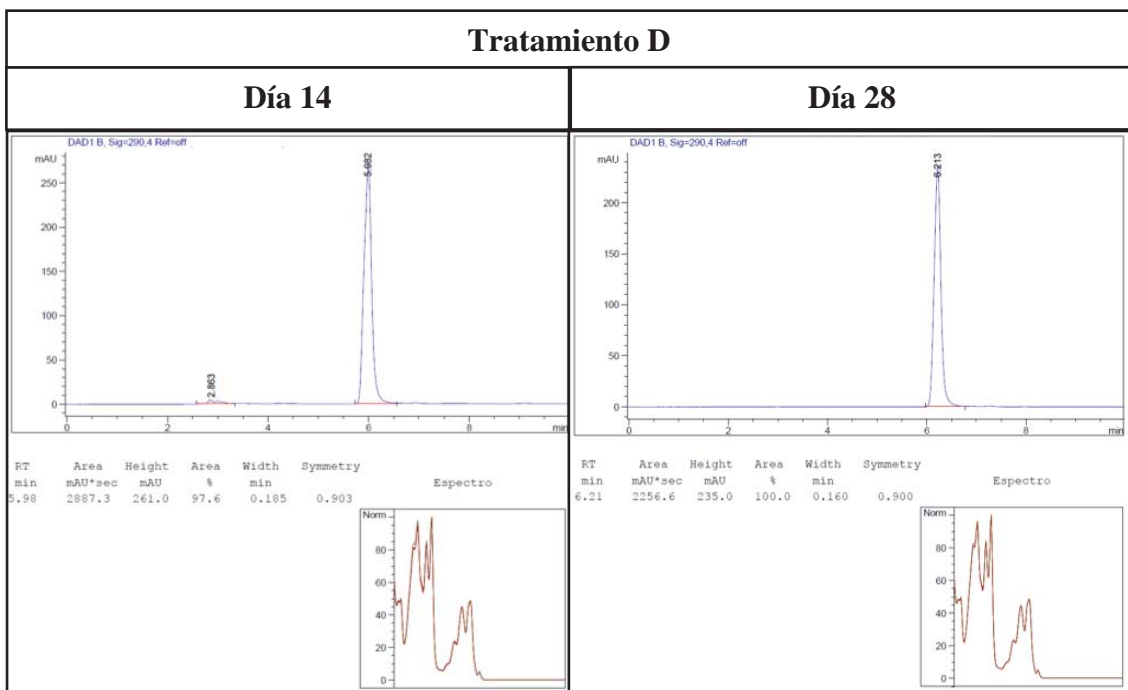 Tratamiento D
Día 14
Día 28
DAD1 B, Sig=290,4 Ref=off
mAU
250
200
150
100
50
0
2.863
5.982
0 2 4 6 8 min
RT Area Height Area Width Symmetry
min mAU*sec mAU % min
5.98 2887.3 261.0 97.6 0.185 0.903
Espectro
Norm
80
60
40
20
0
DAD1 B, Sig=290,4 Ref=off
mAU
200
150
100
50
0
6.213
0 2 4 6 8 min
RT Area Height Area Width Symmetry
min mAU*sec mAU % min
6.21 2256.6 235.0 100.0 0.160 0.900
Espectro
Norm
80
60
40
20
0